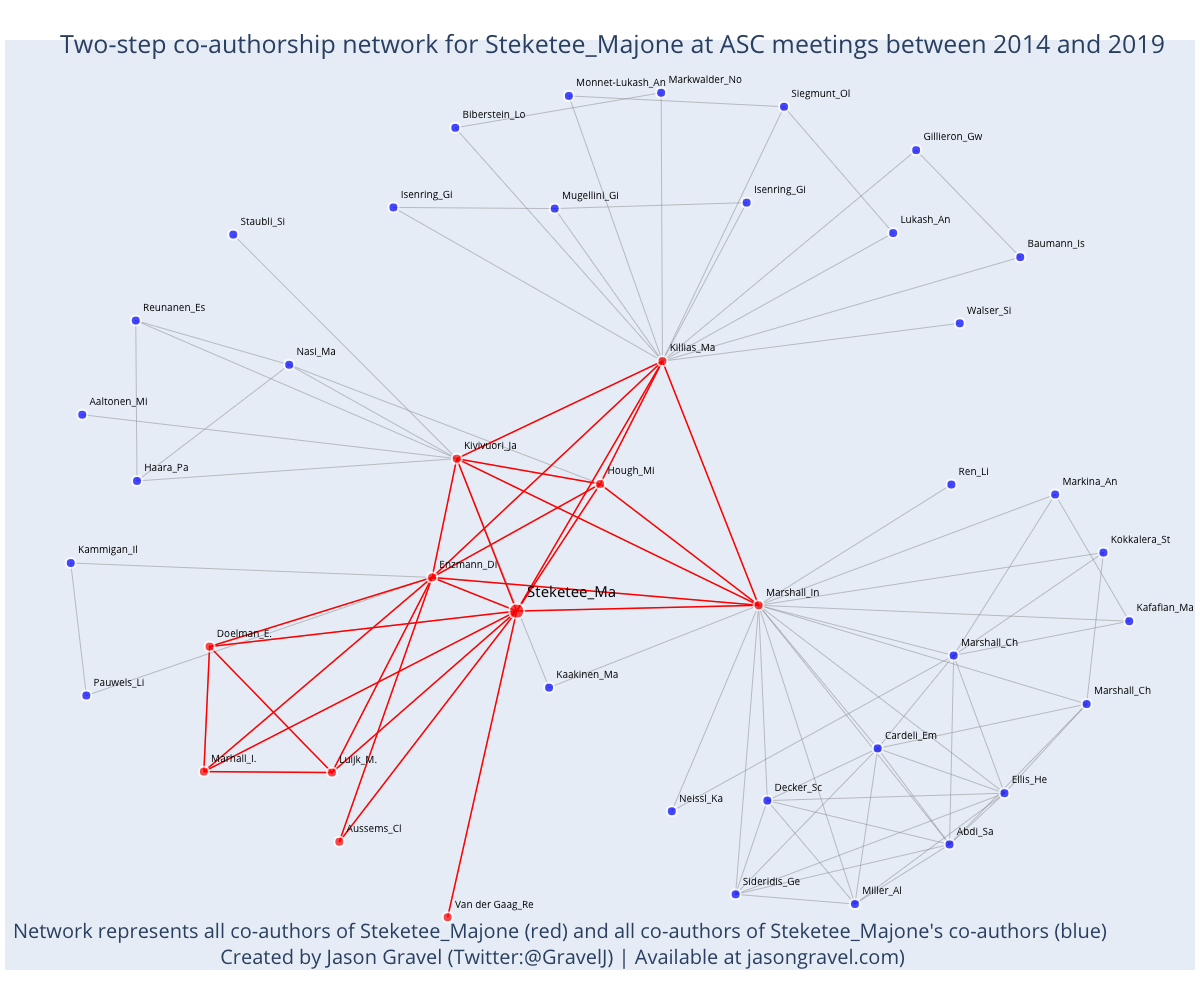 Two-step co-authorship network for Steketee_Majone at ASC meetings between 2014 and 2019
Monnet-Lukash_An
Markwalder_No
Siegmunt_Ol
Biberstein_Lo
Gillieron_Gw
Isenring_Gi
Mugellini_Gi
Isenring_Gi
Staubli_Si
Lukash_An
Baumann_Is
Reunanen_Es
Walser_Si
Nasi_Ma
Killias_Ma
Aaltonen_Mi
Kivivuori_Ja
Haara_Pa
Hough_Mi
Ren_Li
Markina_An
Kammigan_Il
Kokkalera_St
Enzmann_Di
Steketee_Ma
Marshall_In
Kafafian_Ma
Doelman_E.
Marshall_Ch
Pauwels_Li
Kaakinen_Ma
Marshall_Ch
Cardeli_Em
Marhall_I.
Luijk_M.
Ellis_He
Neissl_Ka
Decker_Sc
Aussems_Cl
Abdi_Sa
Sideridis_Ge
Miller_Al
Van der Gaag_Re
Network represents all co-authors of Steketee_Majone (red) and all co-authors of Steketee_Majone's co-authors (blue)
Created by Jason Gravel (Twitter:@GravelJ) | Available at jasongravel.com)